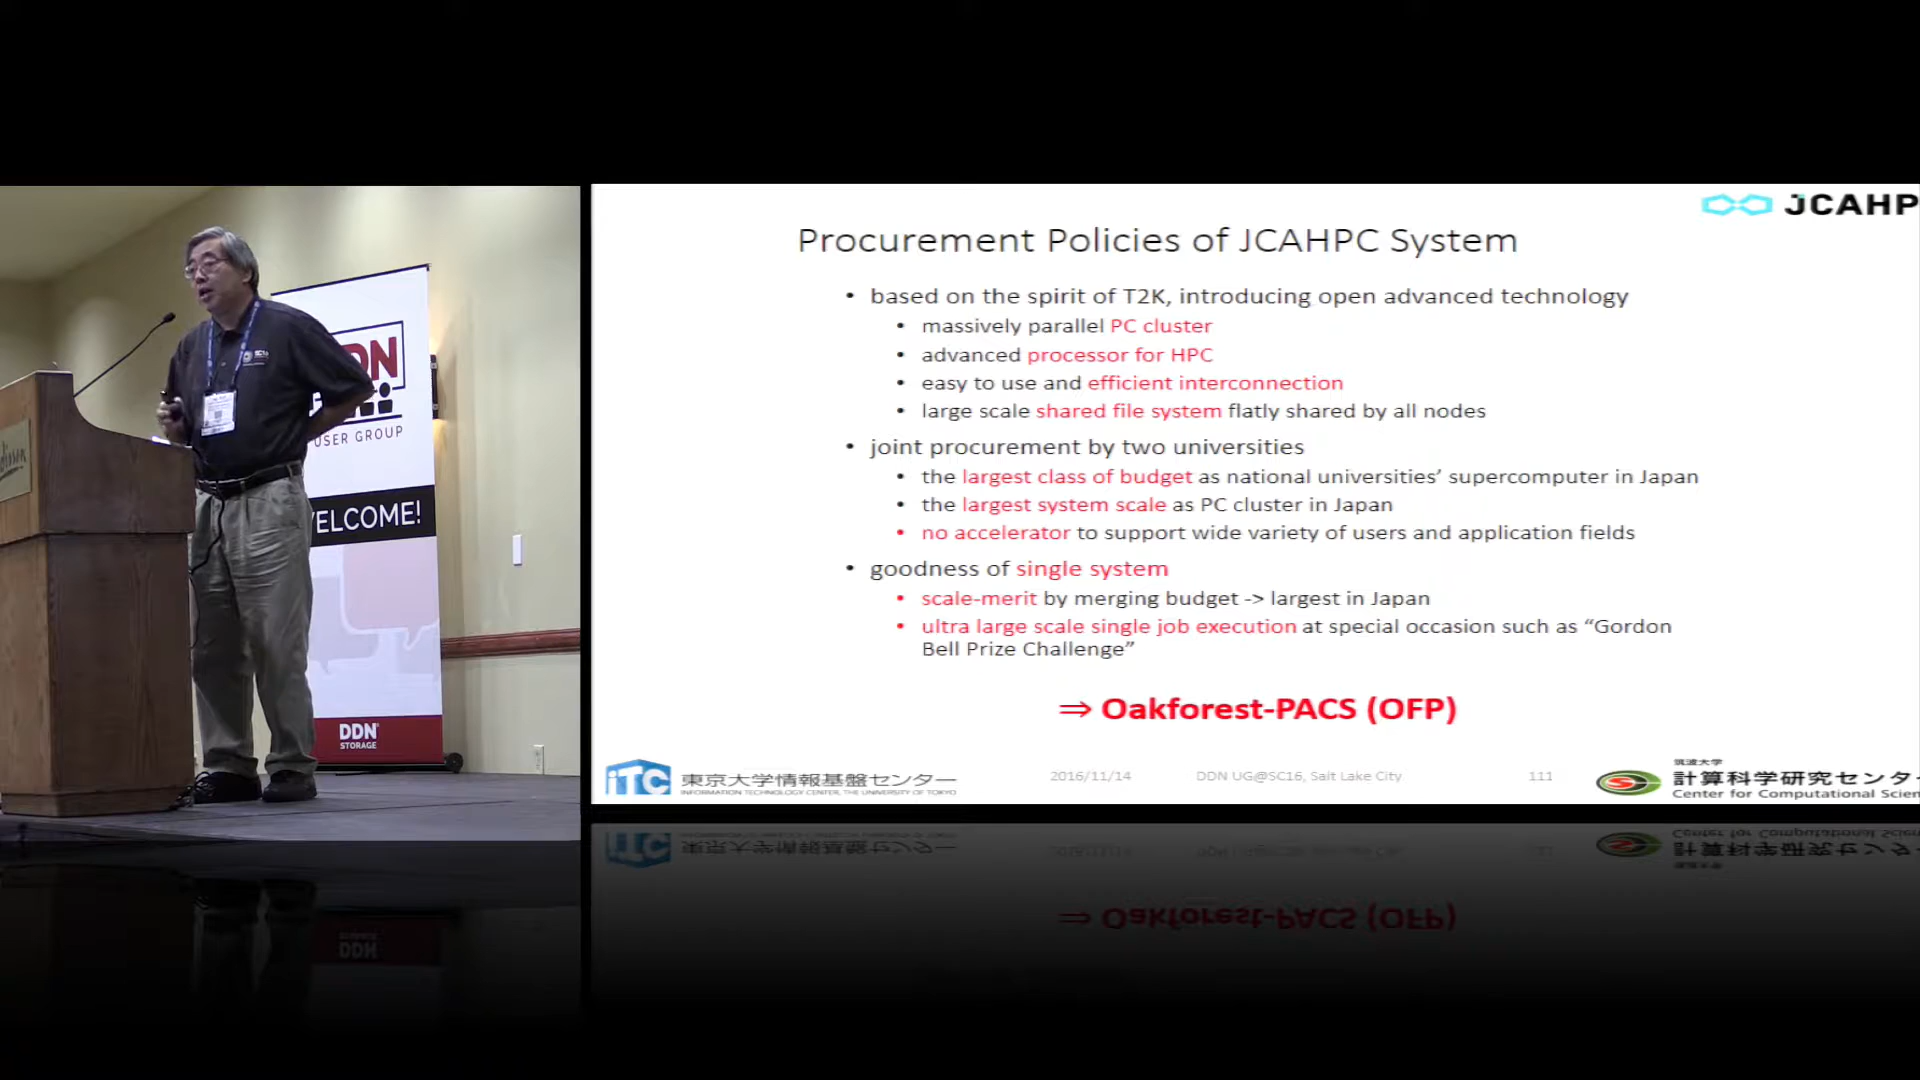 DDN
USER GROUP
WELCOME!
DDN
STORAGE
JCAHP
Procurement Policies of JCAHPC System
• based on the spirit of T2K, introducing open advanced technology
• massively parallel PC cluster
• advanced processor for HPC
• easy to use and efficient interconnection
• large scale shared file system flatly shared by all nodes
• joint procurement by two universities
• the largest class of budget as national universities’ supercomputer in Japan
• the largest system scale as PC cluster in Japan
• no accelerator to support wide variety of users and application fields
• goodness of single system
• scale-merit by merging budget -> largest in Japan
• ultra large scale single job execution at special occasion such as “Gordon
Bell Prize Challenge”
⇒ Oakforest-PACS (OFP)
iTC 東京大学情報基盤センター
INFORMATION TECHNOLOGY CENTER, THE UNIVERSITY OF TOKYO
2016/11/14 DDN UG@SC16, Salt Lake City 111
筑波大学
計算科学研究センタ
Center for Computational Scien